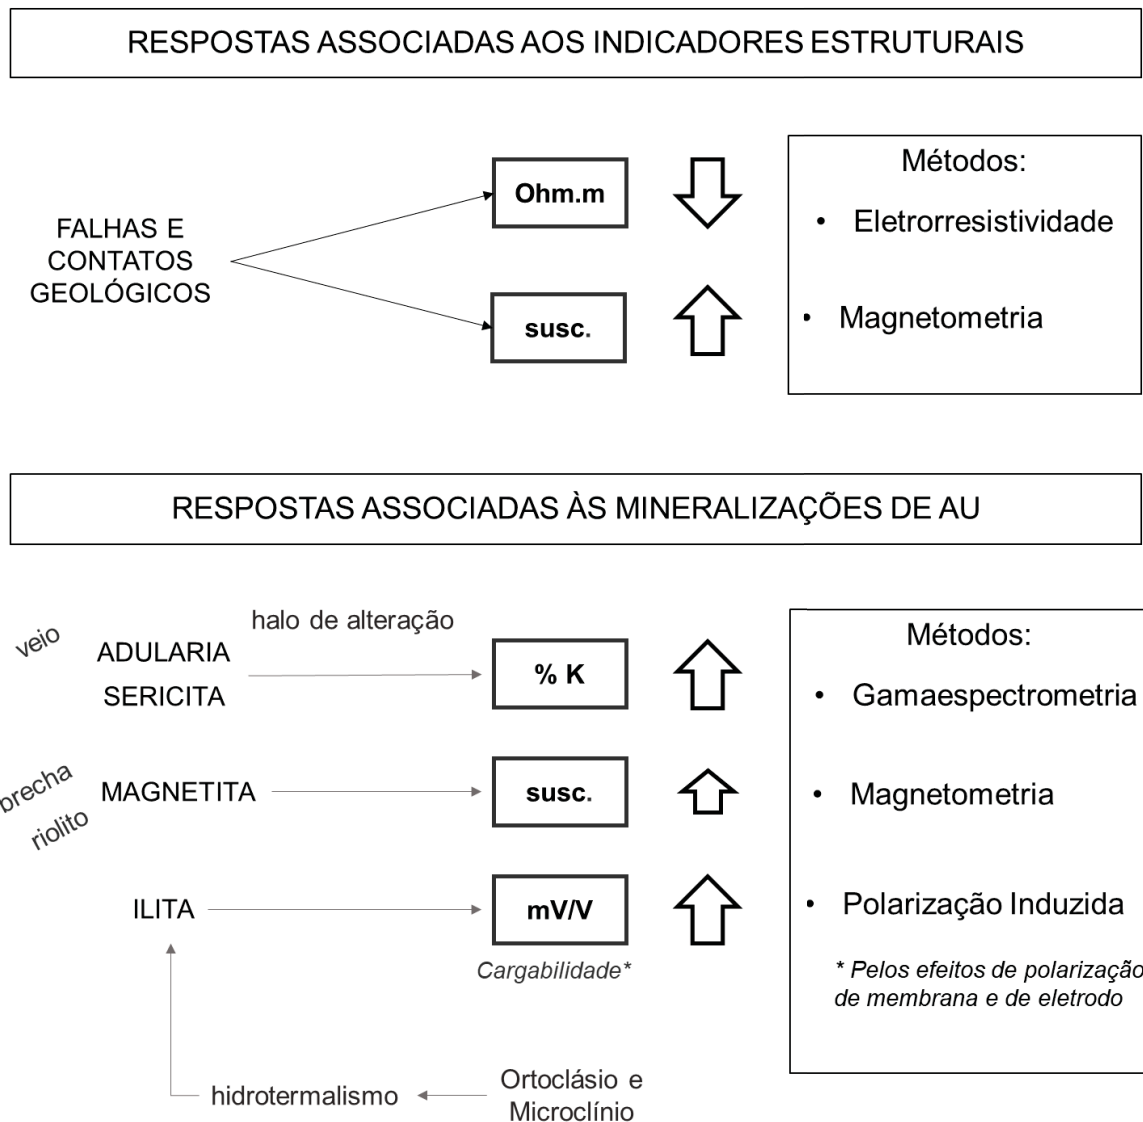 RESPOSTAS ASSOCIADAS AOS INDICADORES ESTRUTURAIS
FALHAS E
CONTATOS
GEOLÓGICOS
Ohm.m
susc.
Métodos:
• Eletrorresistividade
• Magnetometria
RESPOSTAS ASSOCIADAS ÀS MINERALIZAÇÕES DE AU
veio
ADULARIA
SERICITA
halo de alteração
% K
brecha
riolito
MAGNETITA
susc.
ILITA
mV/V
Cargabilidade*
hidrotermalismo
Ortoclásio e
Microclínio
Métodos:
• Gamaespectrometria
• Magnetometria
• Polarização Induzida
* Pelos efeitos de polarização
de membrana e de eletrodo